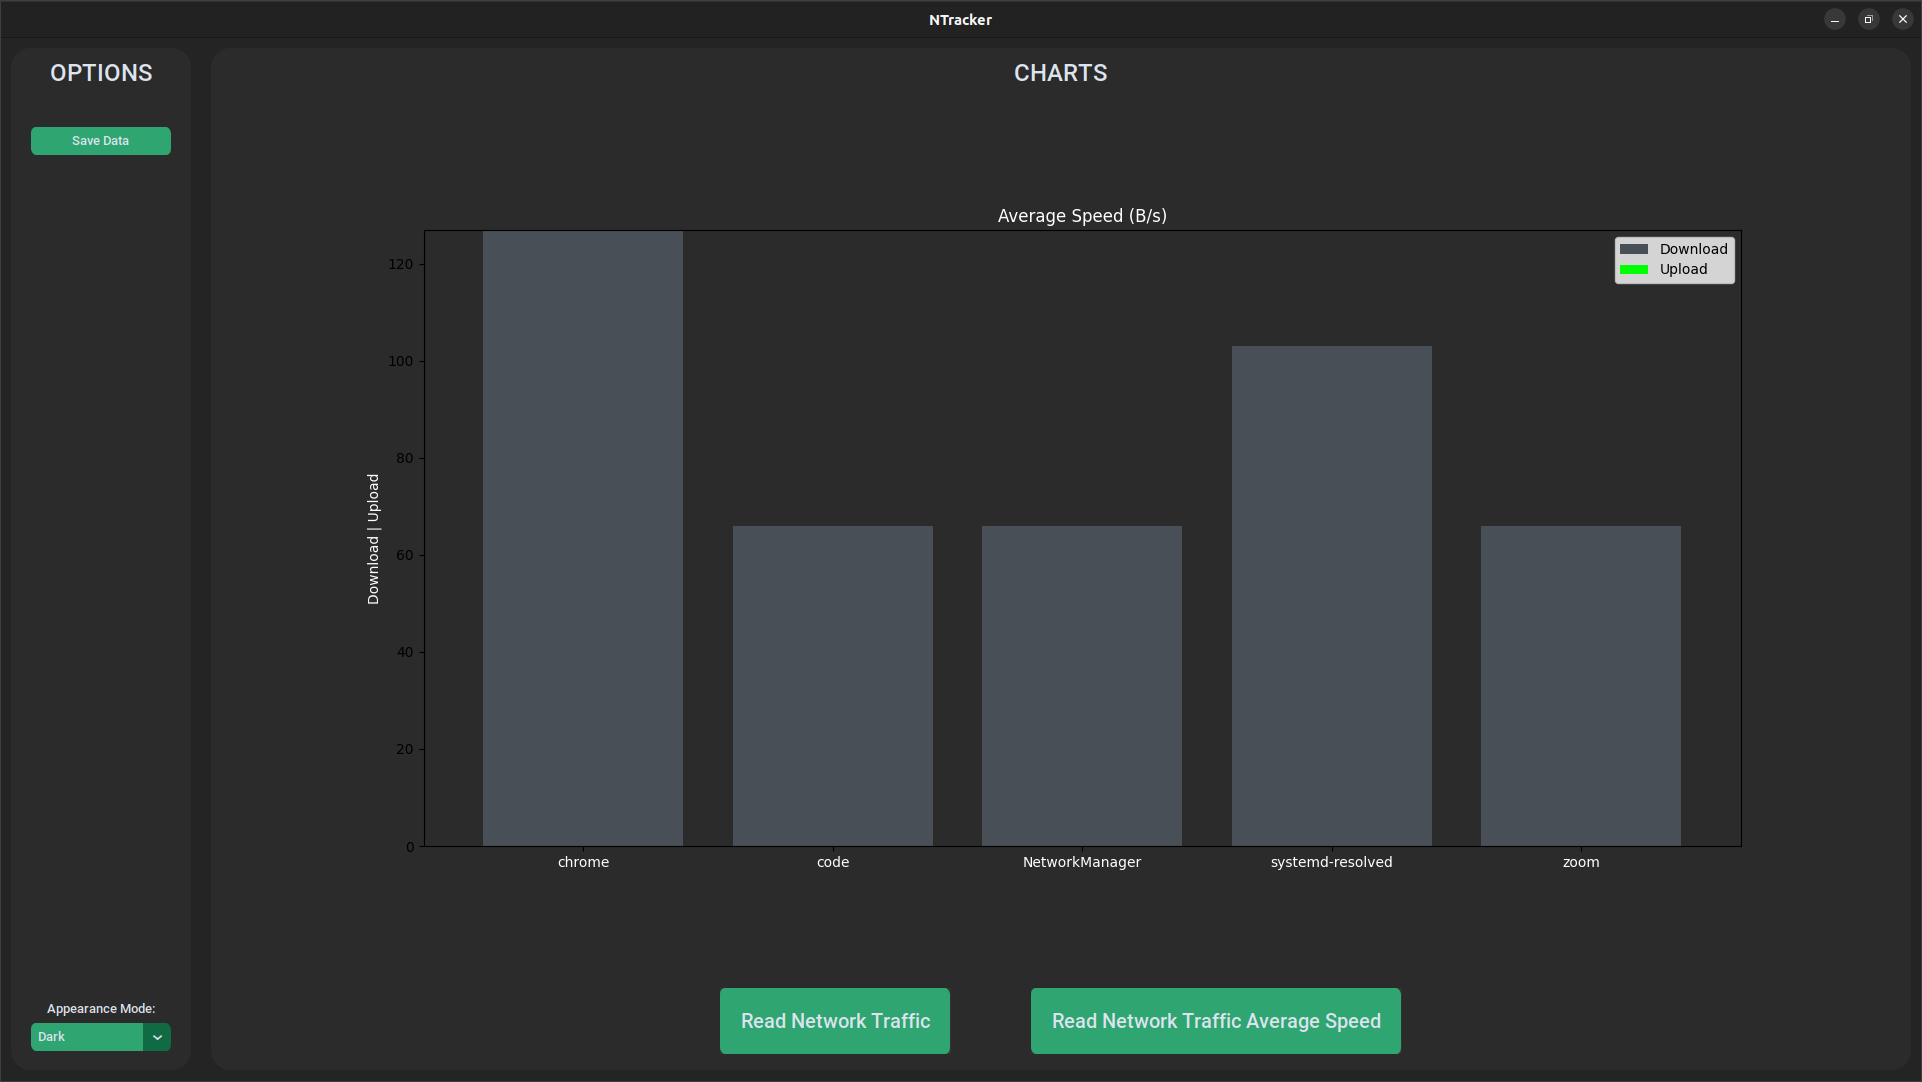 NTracker
OPTIONS
Save Data
Appearance Mode:
Dark
CHARTS
Average Speed (B/s)
Download
Upload
120
100
80
60
40
20
0
Download | Upload
chrome code NetworkManager systemd-resolved zoom
Read Network Traffic
Read Network Traffic Average Speed